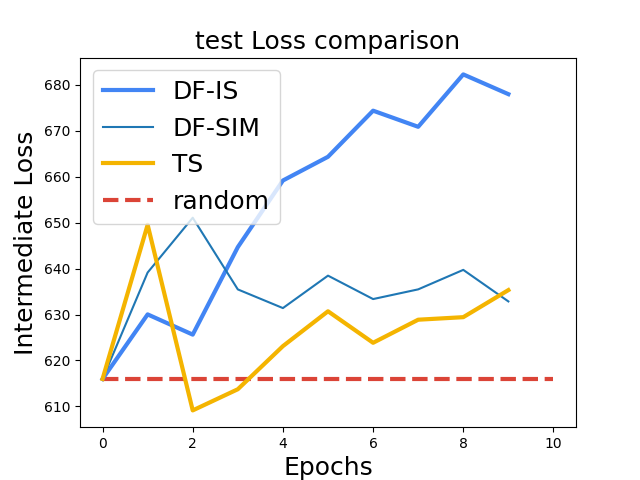 test Loss comparison
DF-IS
DF-SIM
TS
random
Intermediate Loss
680
670
660
650
640
630
620
610
0 2 4 6 8 10
Epochs